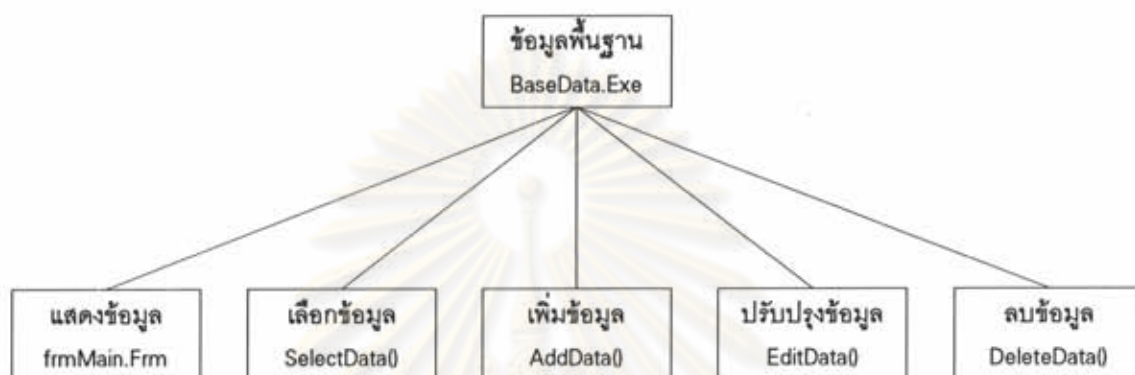 ข้อมูลพื้นฐาน
BaseData.Exe
แสดงข้อมูล
frmMain.Frm
เลือกข้อมูล
SelectData()
เพิ่มข้อมูล
AddData()
ปรับปรุงข้อมูล
EditData()
ลบข้อมูล
DeleteData()